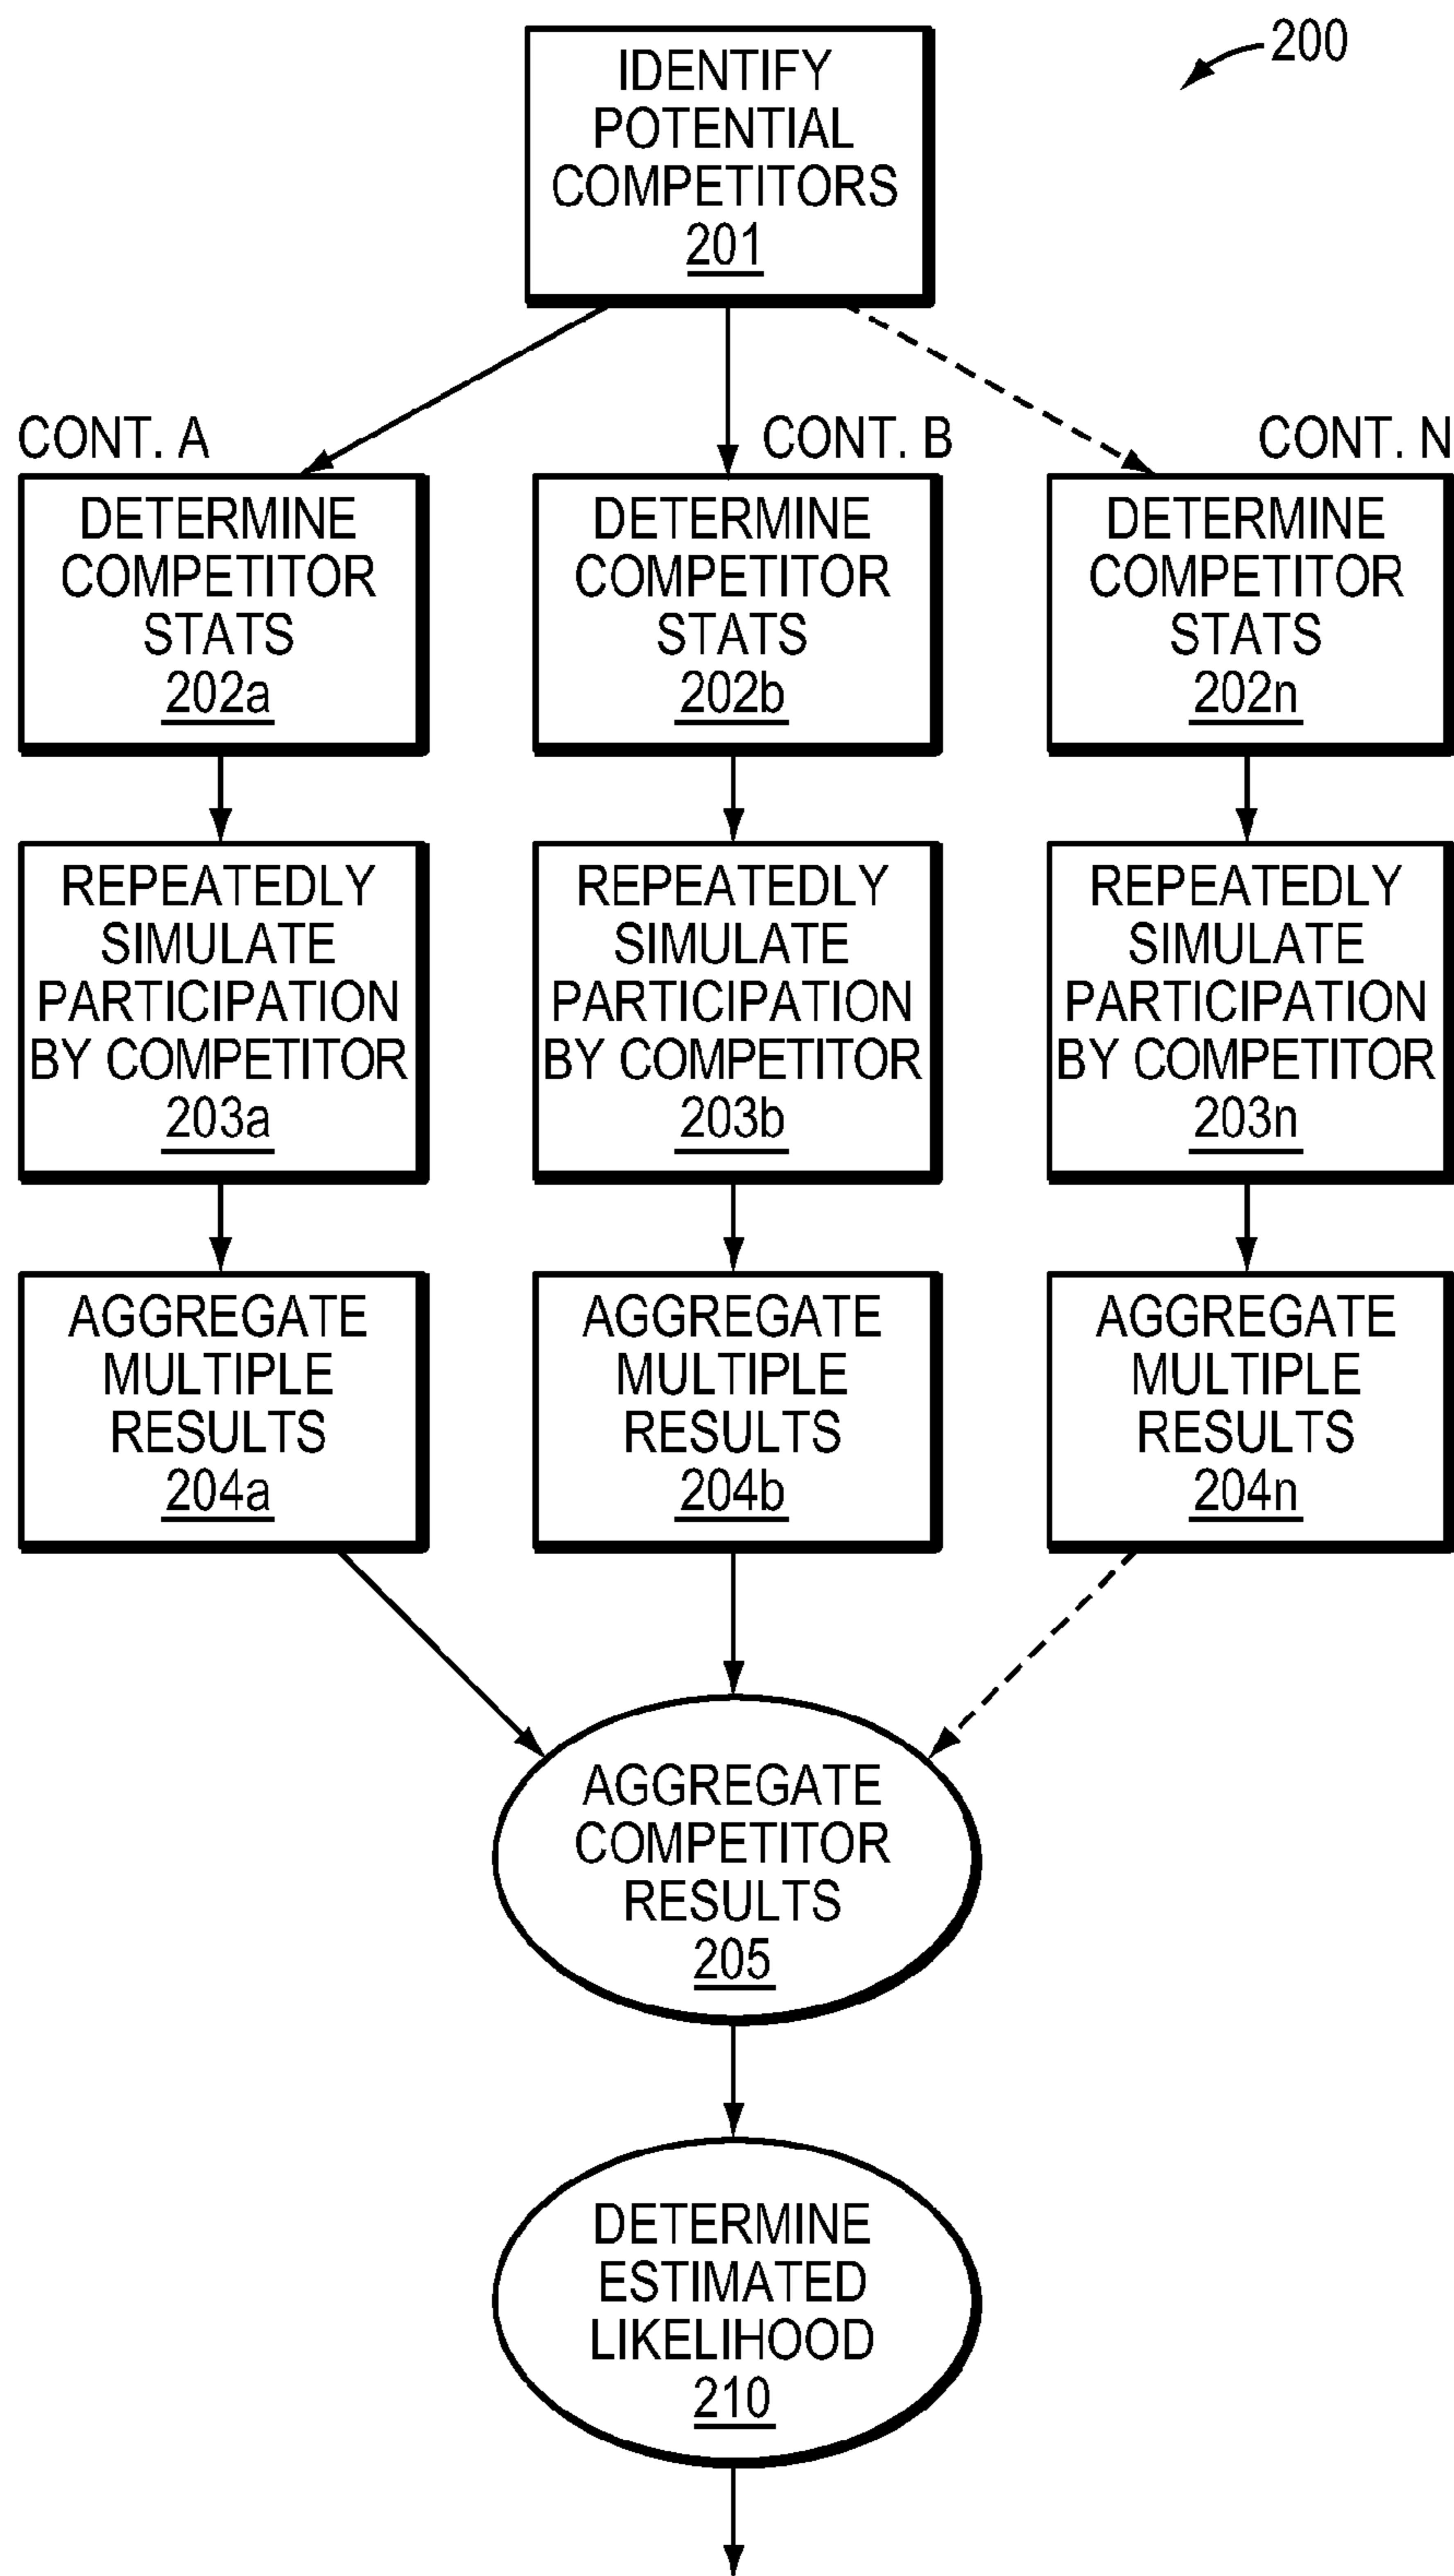 200
IDENTIFY
POTENTIAL
COMPETITORS
201
CONT. A
DETERMINE
COMPETITOR
STATS
202a
REPEATEDLY
SIMULATE
PARTICIPATION
BY COMPETITOR
203a
AGGREGATE
MULTIPLE
RESULTS
204a
CONT. B
DETERMINE
COMPETITOR
STATS
202b
REPEATEDLY
SIMULATE
PARTICIPATION
BY COMPETITOR
203b
AGGREGATE
MULTIPLE
RESULTS
204b
CONT. N
DETERMINE
COMPETITOR
STATS
202n
REPEATEDLY
SIMULATE
PARTICIPATION
BY COMPETITOR
203n
AGGREGATE
MULTIPLE
RESULTS
204n
AGGREGATE
COMPETITOR
RESULTS
205
DETERMINE
ESTIMATED
LIKELIHOOD
210